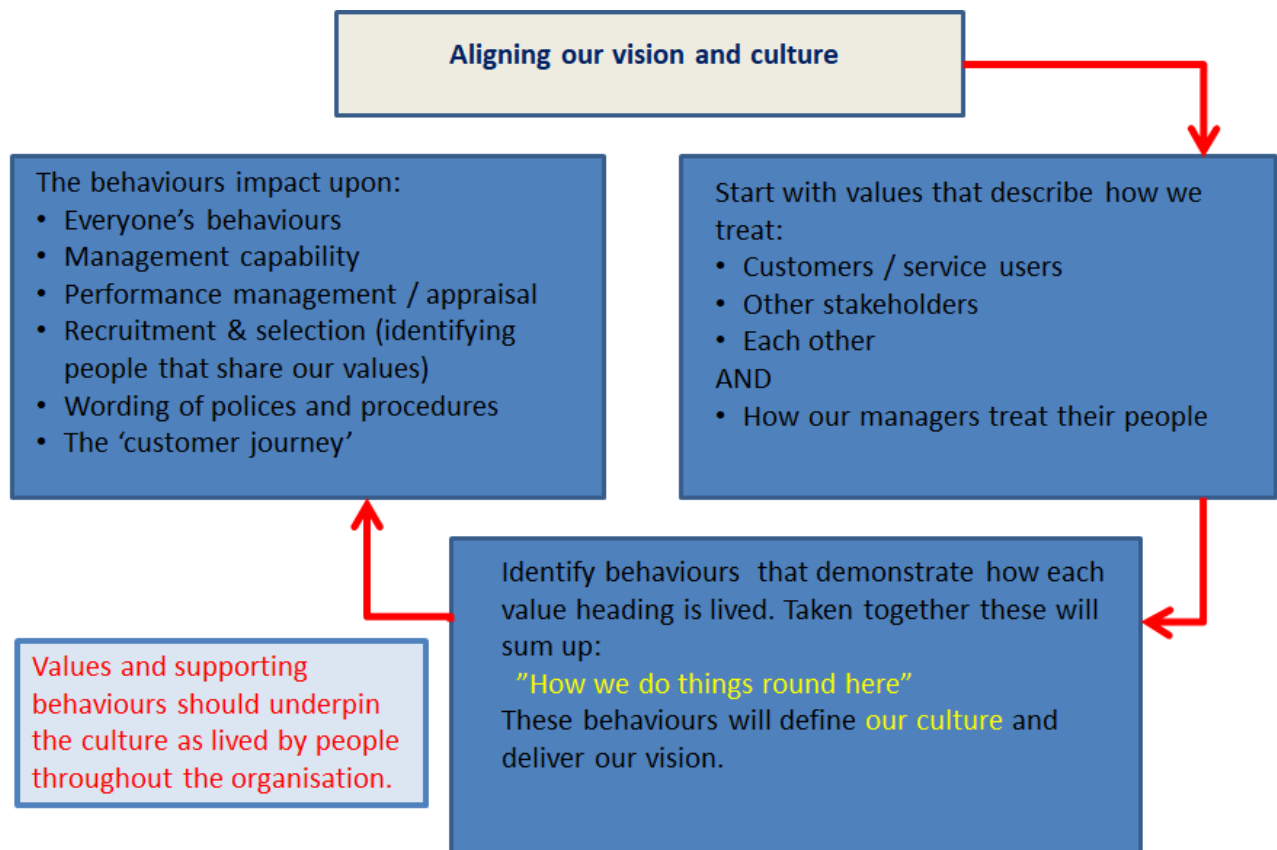 Aligning our vision and culture
Start with values that describe how we
treat:
• Customers / service users
• Other stakeholders
• Each other
AND
• How our managers treat their people
Identify behaviours that demonstrate how each
value heading is lived. Taken together these will
sum up:
”How we do things round here”
These behaviours will define our culture and
deliver our vision.
The behaviours impact upon:
• Everyone’s behaviours
• Management capability
• Performance management / appraisal
• Recruitment & selection (identifying
people that share our values)
• Wording of polices and procedures
• The ‘customer journey’
Values and supporting
behaviours should underpin
the culture as lived by people
throughout the organisation.